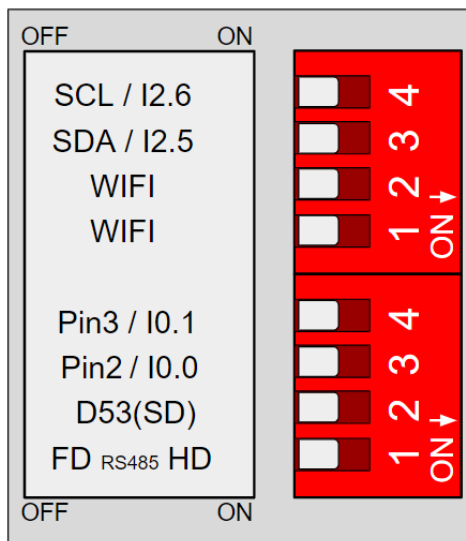 OFF ON
SCL / I2.6 4
SDA / I2.5 3
WIFI 2
WIFI 1
ON
Pin3 / I0.1 4
Pin2 / I0.0 3
D53(SD) 2
FD RS485 HD 1
ON
OFF ON